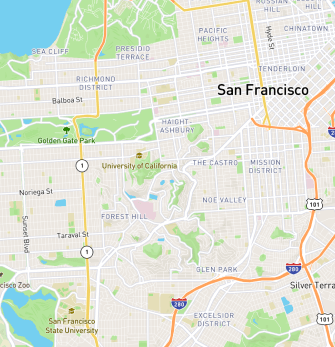 RUSSIAN
HILL
HILL
PACIFIC
HEIGHTS
Hyde St
CHINATOWN
SEA CLIFF
PRESIDIO
TERRACE
TENDERLOIN
RICHMOND
DISTRICT
San Francisco
Balboa St
HAIGHT-
ASHBURY
Golden Gate Park
University of California
THE CASTRO
MISSION
DISTRICT
1
Noriega St
NOE VALLEY
101
FOREST HILL
Sunset Blvd
Taraval St
1
GLEN PARK
280
cisco Zoo
280
Silver Terra
San Francisco
State University
EXCELSIOR
DISTRICT
101